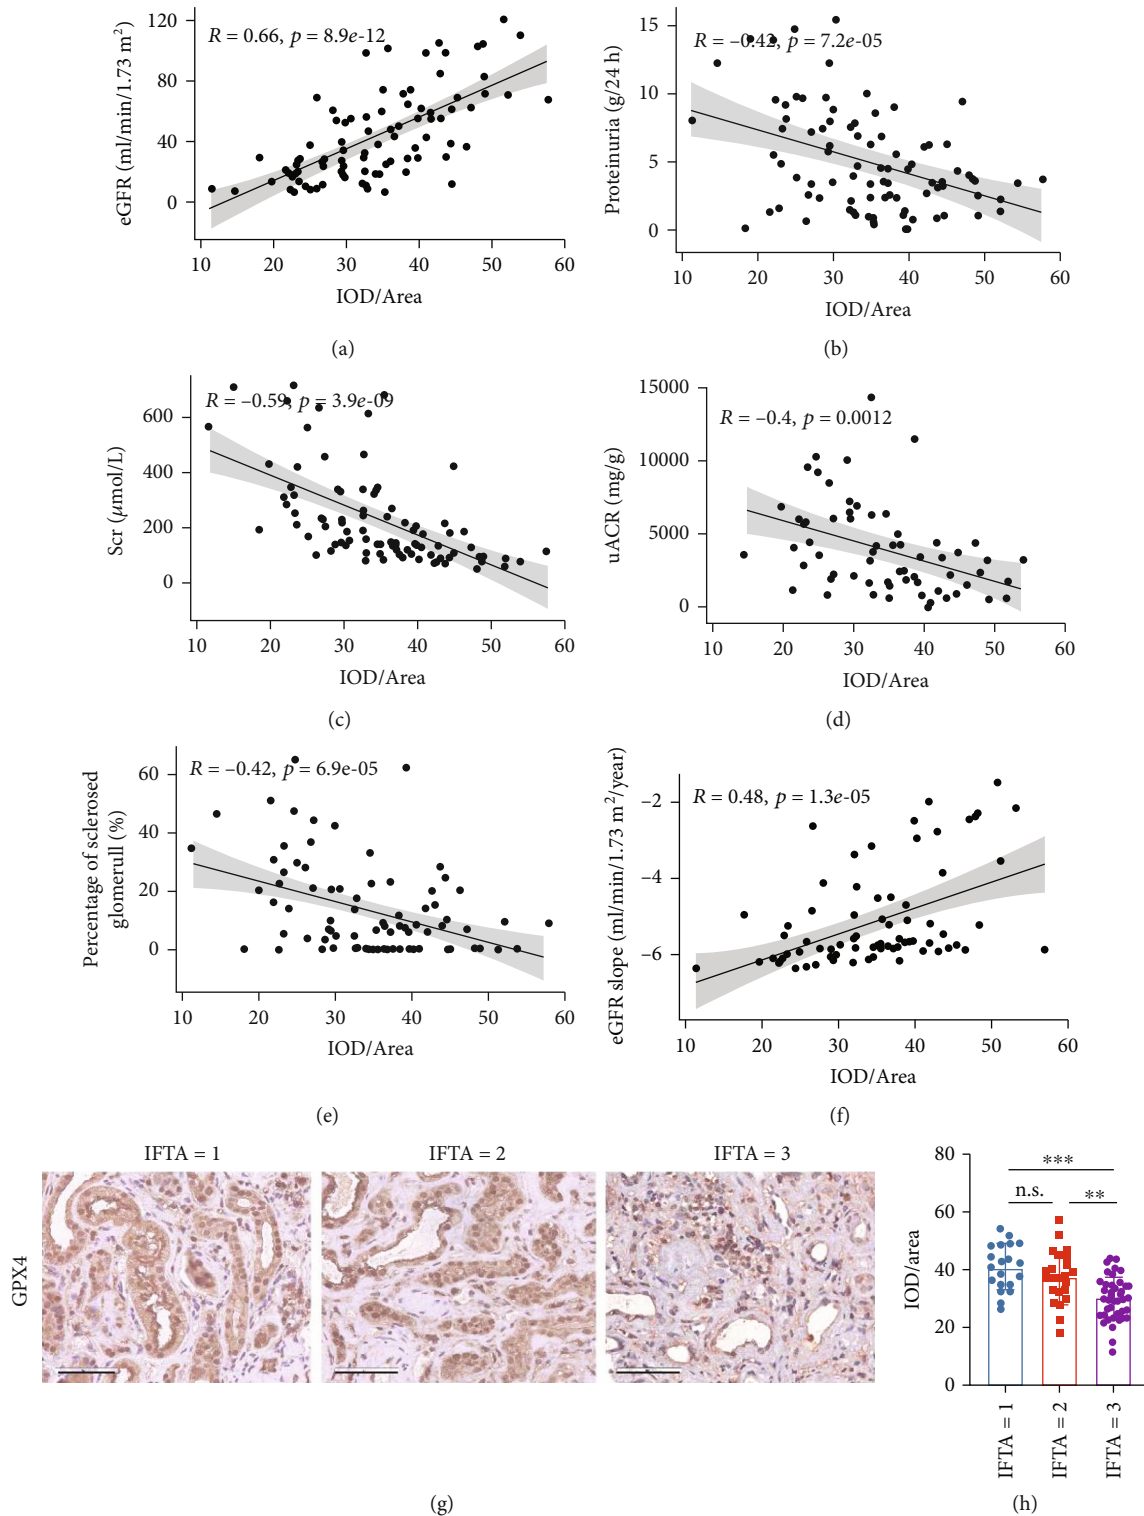 R = 0.66, p = 8.9e-12
eGFR (ml/min/1.73 m²)
120
80
40
0
10 20 30 40 50 60
IOD/Area
(a)
R = –0.42, p = 7.2e-05
Proteinuria (g/24 h)
15
10
5
0
10 20 30 40 50 60
IOD/Area
(b)
R = –0.59, p = 3.9e-09
Scr (μmol/L)
600
400
200
0
10 20 30 40 50 60
IOD/Area
(c)
R = –0.4, p = 0.0012
uACR (mg/g)
15000
10000
5000
0
10 20 30 40 50 60
IOD/Area
(d)
R = –0.42, p = 6.9e-05
Percentage of sclerosed
glomerull (%)
60
40
20
0
10 20 30 40 50 60
IOD/Area
(e)
R = 0.48, p = 1.3e-05
eGFR slope (ml/min/1.73 m²/year)
–2
–4
–6
10 20 30 40 50 60
IOD/Area
(f)
IFTA = 1 IFTA = 2 IFTA = 3
GPX4
(g)
IOD/area
80
60
40
20
0
***
n.s. **
IFTA = 1
IFTA = 2
IFTA = 3
(h)